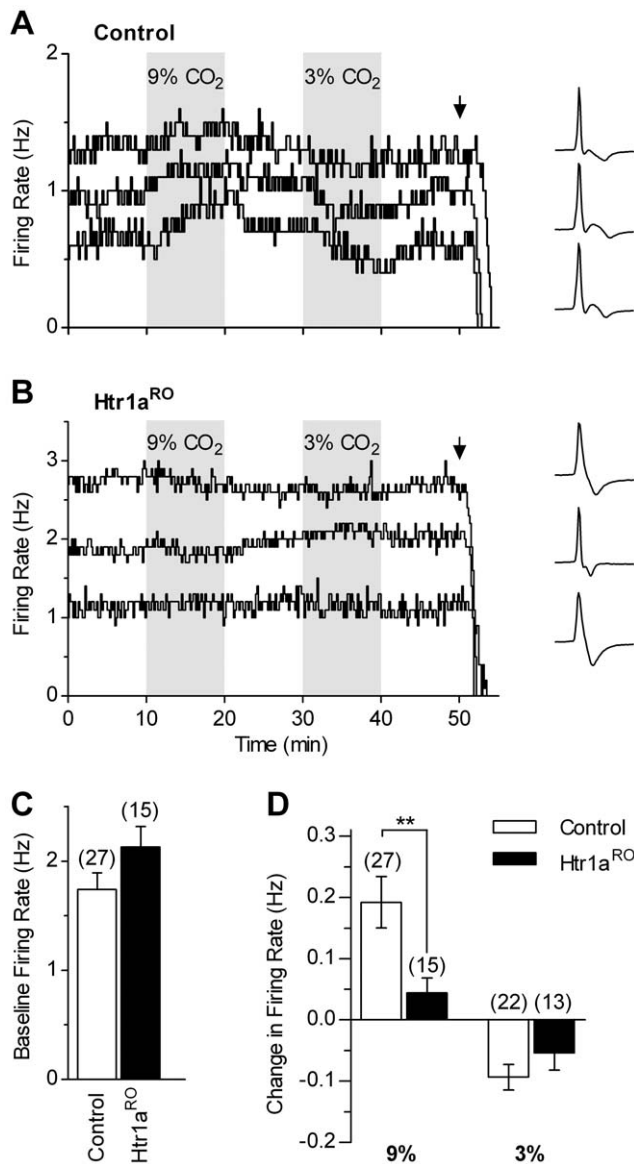 A
Control
9% CO₂
3% CO₂
2
1
0
Firing Rate (Hz)
B
Htr1aᴿᴼ
9% CO₂
3% CO₂
3
2
1
0
Firing Rate (Hz)
0 10 20 30 40 50
Time (min)
C
(27)
(15)
2
1
0
Baseline Firing Rate (Hz)
Control
Htr1aᴿᴼ
D
**
Control
Htr1aᴿᴼ
0.3
0.2
0.1
0.0
-0.1
-0.2
Change in Firing Rate (Hz)
(27)
(15)
(22) (13)
9% 3%